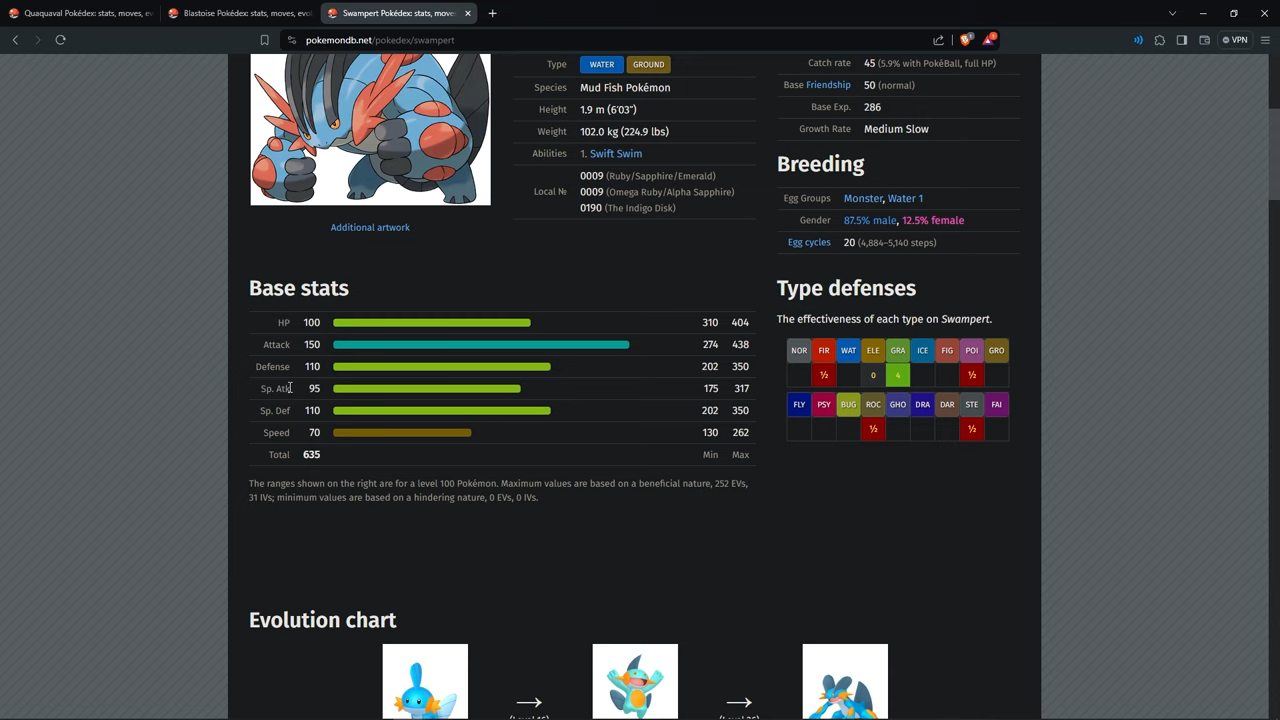 Quaquaval Pokédex: stats, moves, ev
Blastoise Pokédex: stats, moves, evol
Swampert Pokédex: stats, moves
pokemondb.net/pokedex/swampert
VPN
Type WATER GROUND
Species Mud Fish Pokémon
Height 1.9 m (6′03″)
Weight 102.0 kg (224.9 lbs)
Abilities 1. Swift Swim
Local № 0009 (Ruby/Sapphire/Emerald)
0009 (Omega Ruby/Alpha Sapphire)
0190 (The Indigo Disk)
Additional artwork
Catch rate 45 (5.9% with PokéBall, full HP)
Base Friendship 50 (normal)
Base Exp. 286
Growth Rate Medium Slow
Breeding
Egg Groups Monster, Water 1
Gender 87.5% male, 12.5% female
Egg cycles 20 (4,884–5,140 steps)
Base stats
HP 100 310 404
Attack 150 274 438
Defense 110 202 350
Sp. Atk 95 175 317
Sp. Def 110 202 350
Speed 70 130 262
Total 635 Min Max
The ranges shown on the right are for a level 100 Pokémon. Maximum values are based on a beneficial nature, 252 EVs,
31 IVs; minimum values are based on a hindering nature, 0 EVs, 0 IVs.
Type defenses
The effectiveness of each type on Swampert.
NOR FIR WAT ELE GRA ICE FIG POI GRO
½ 0 4 ½
FLY PSY BUG ROC GHO DRA DAR STE FAI
½ ½
Evolution chart
(Level 16) (Level 36)